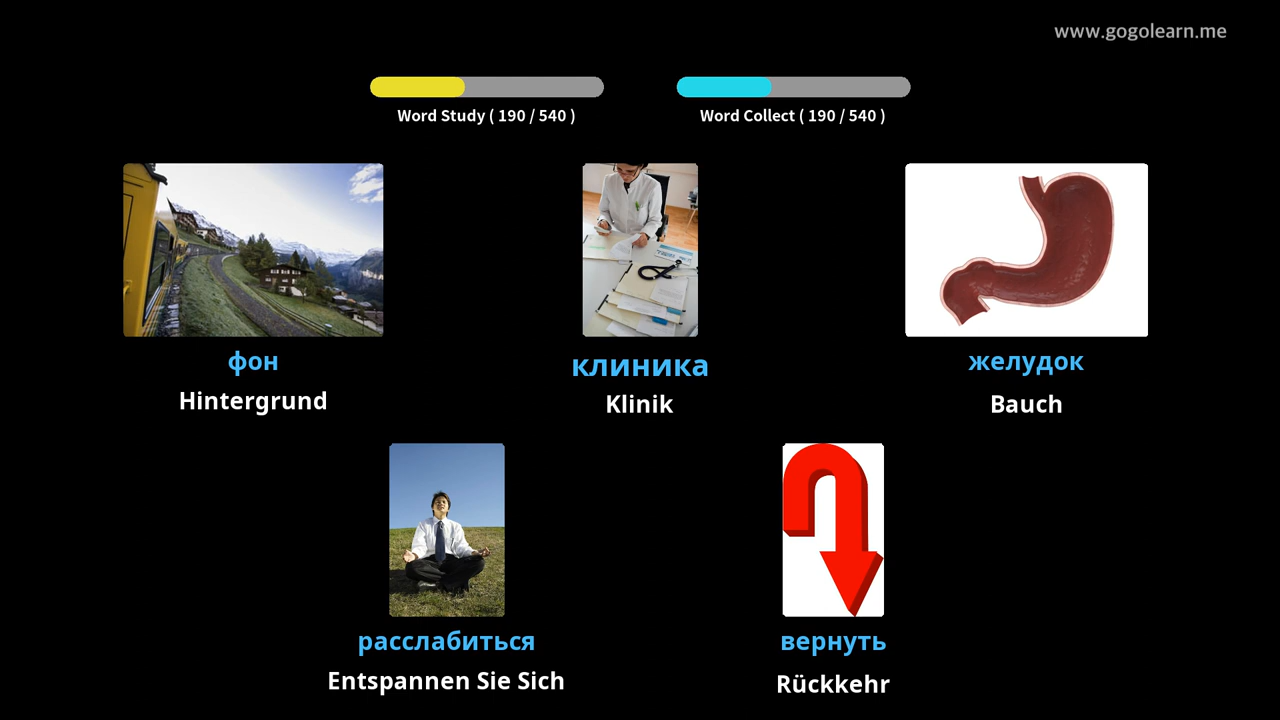 www.gogolearn.me
Word Study ( 190 / 540 )
Word Collect ( 190 / 540 )
фон
Hintergrund
клиника
Klinik
желудок
Bauch
расслабиться
Entspannen Sie Sich
вернуть
Rückkehr